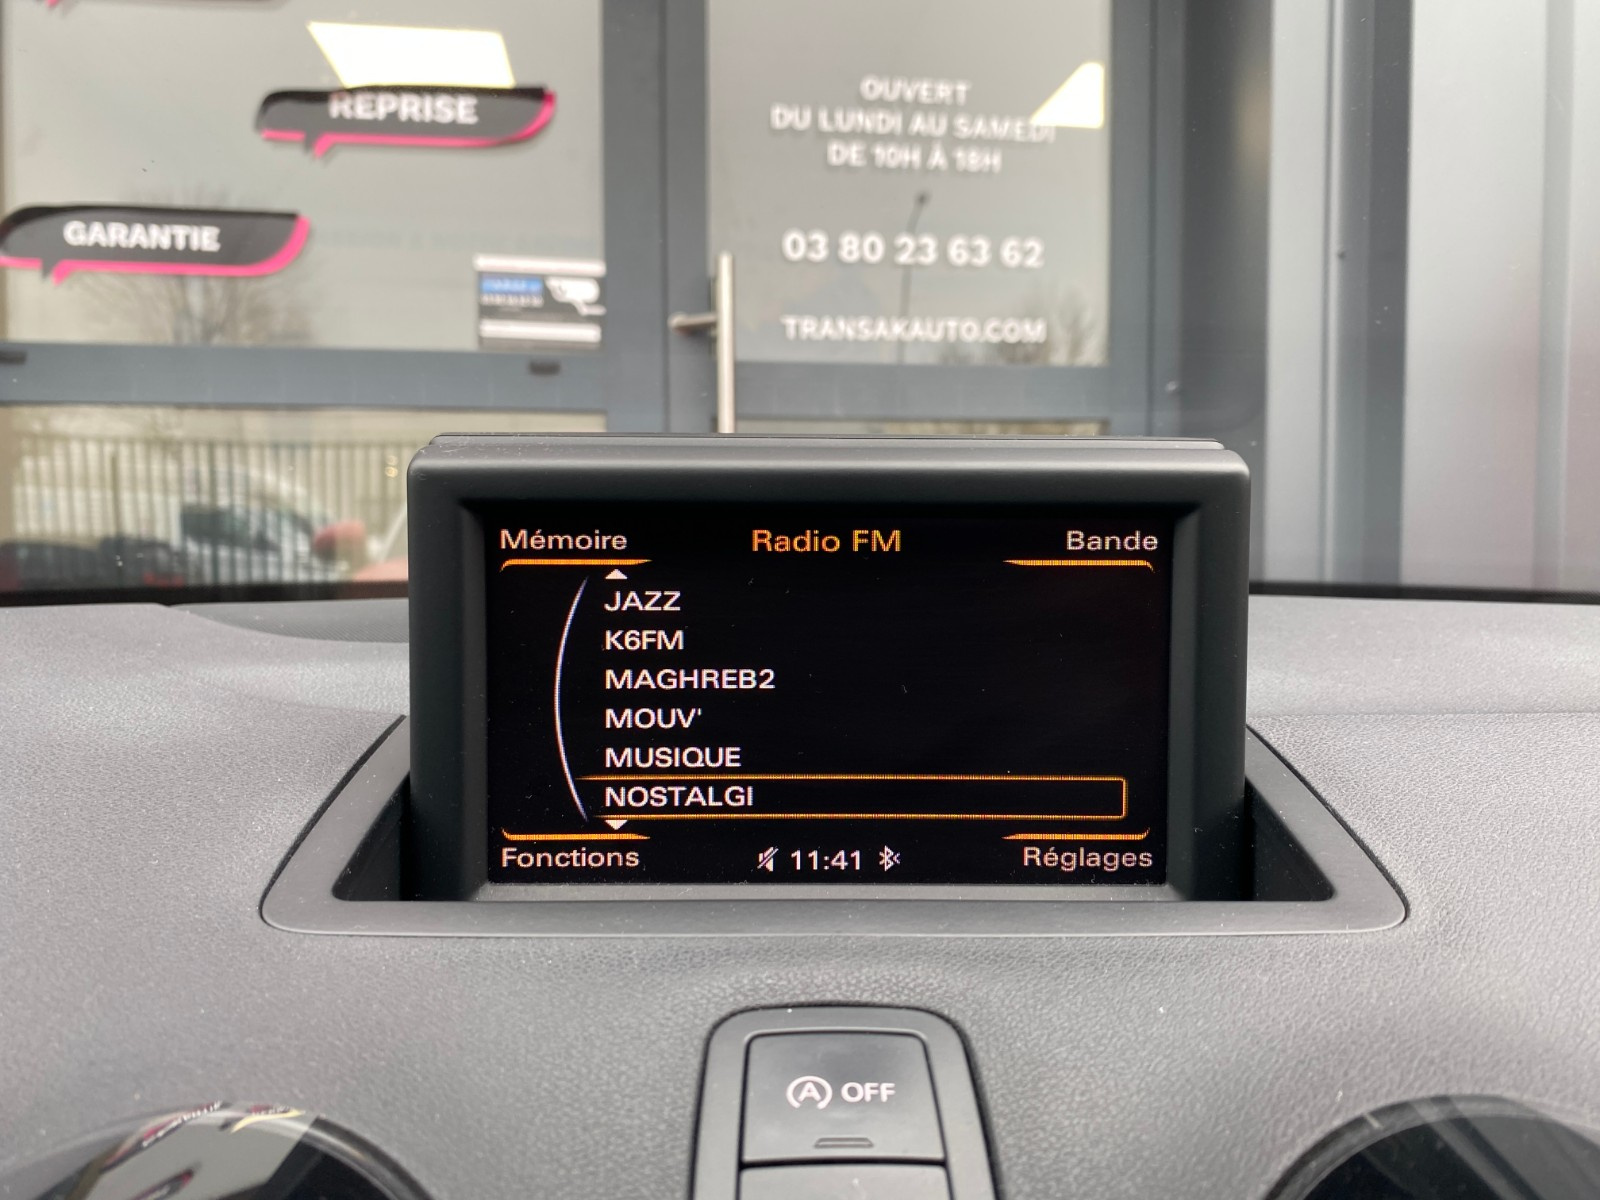 REPRISE
GARANTIE
OUVERT
DU LUNDI AU SAMEDI
DE 10H À 18H
03 80 23 63 62
TRANSAKAUTO.COM
Mémoire
Radio FM
Bande
JAZZ
K6FM
MAGHREB2
MOUV'
MUSIQUE
NOSTALGI
Fonctions
11:41
Réglages
A OFF